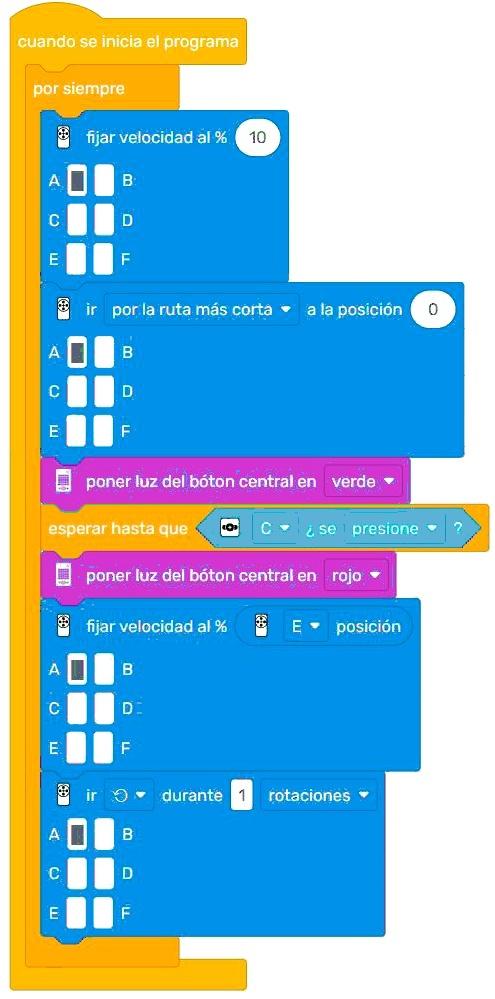 cuando se inicia el programa
por siempre
fijar velocidad al % 10
A B
C D
E F
ir por la ruta más corta a la posición 0
A B
C D
E F
poner luz del bóton central en verde
esperar hasta que C ¿ se presione ?
poner luz del bóton central en rojo
fijar velocidad al % E posición
A B
C D
E F
ir durante 1 rotaciones
A B
C D
E F